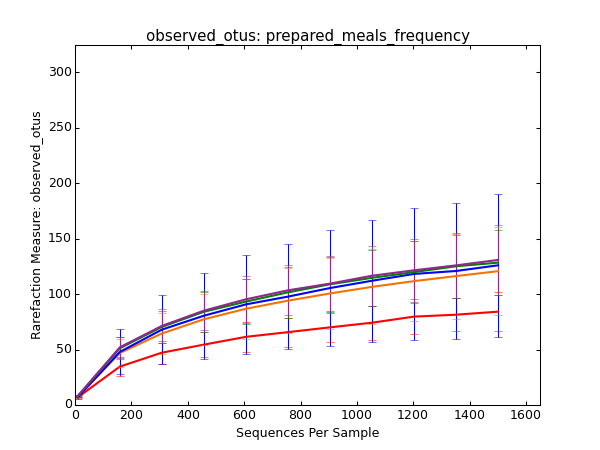 observed_otus: prepared_meals_frequency
300
250
200
150
100
50
0
0 200 400 600 800 1000 1200 1400 1600
Rarefaction Measure: observed_otus
Sequences Per Sample